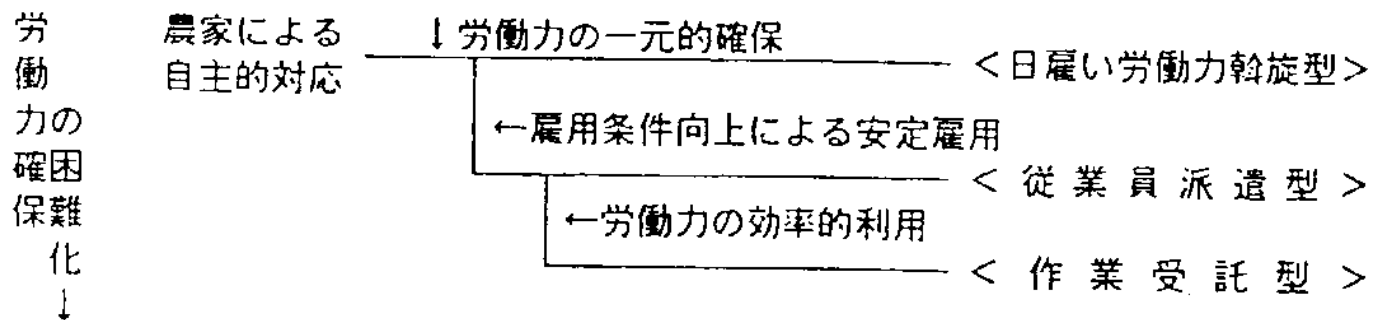 労働力の確保
困難化↓
農家による
自主的対応
↓労働力の一元的確保
<日雇い労働力斡旋型>
←雇用条件向上による安定雇用
<従業員派遣型>
←労働力の効率的利用
<作業受託型>